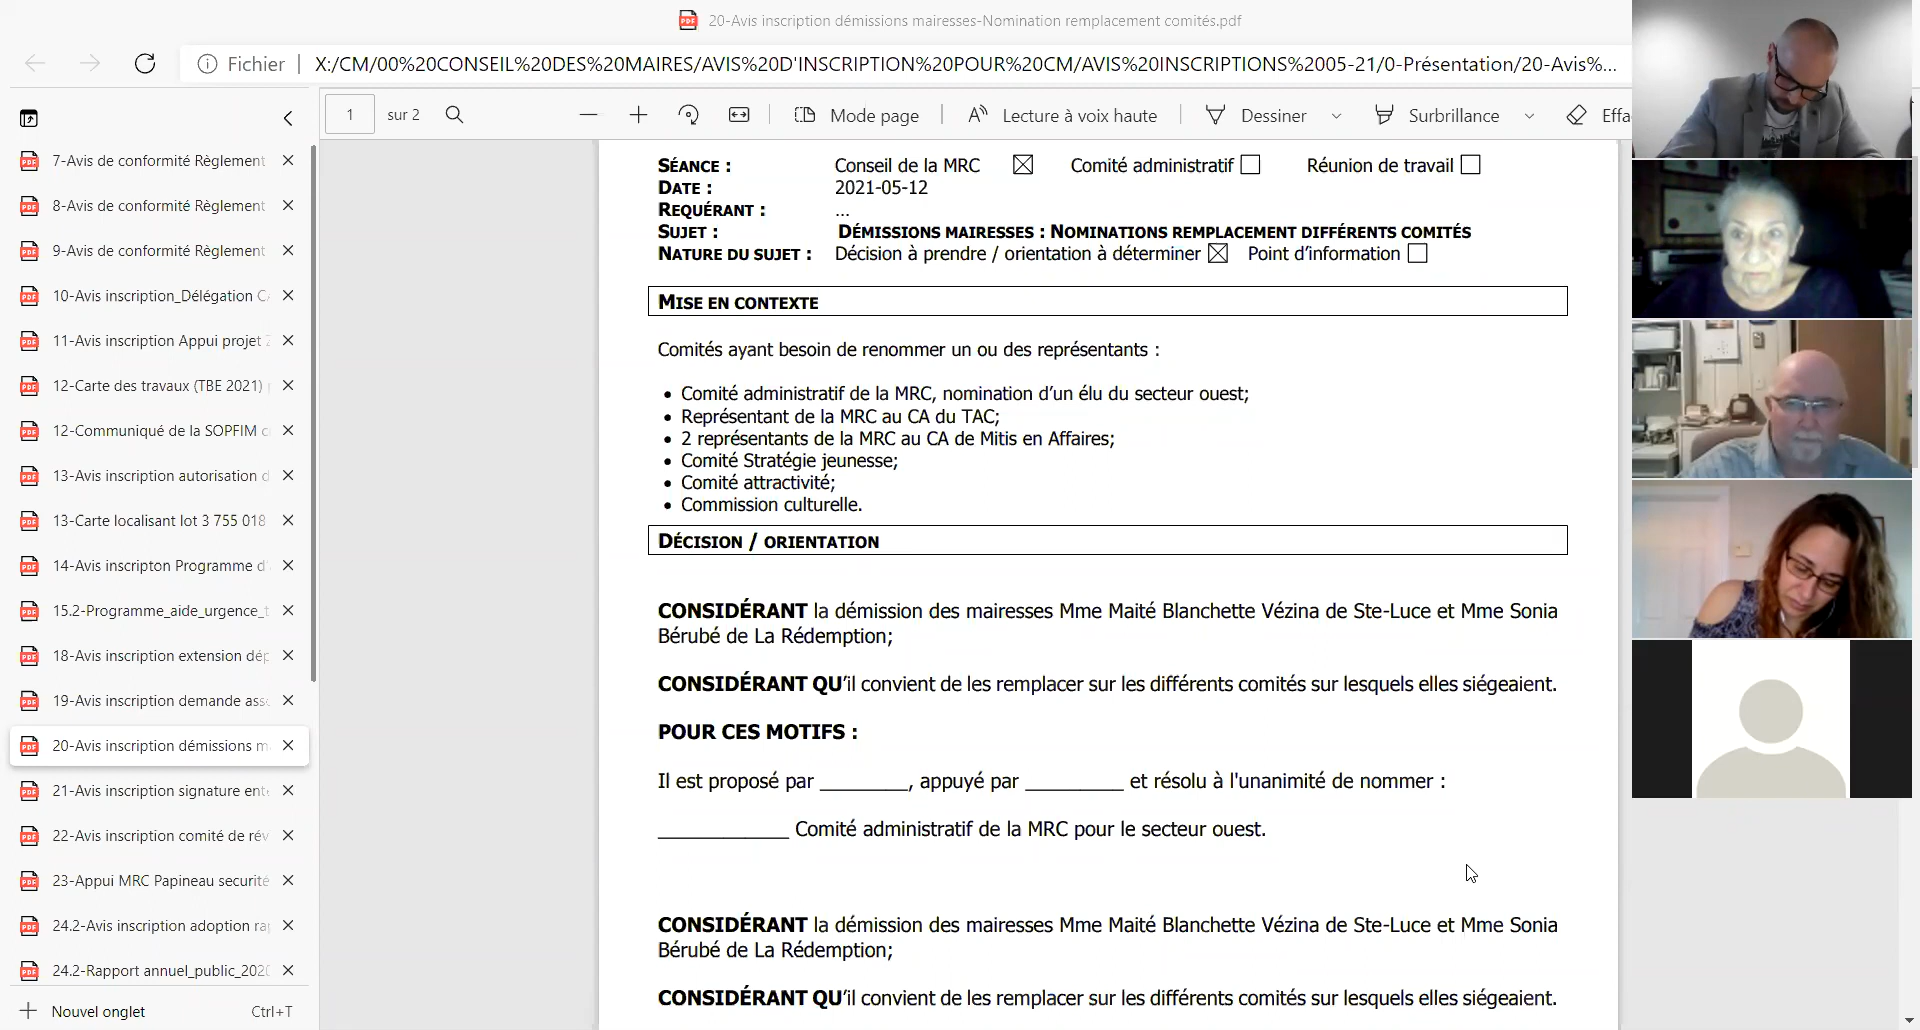 20-Avis inscription démissions mairesses-Nomination remplacement comités.pdf
Fichier | X:/CM/00%20CONSEIL%20DES%20MAIRES/AVIS%20D'INSCRIPTION%20POUR%20CM/AVIS%20INSCRIPTIONS%2005-21/0-Présentation/20-Avis%...
1 sur 2 Mode page Lecture à voix haute Dessiner Surbrillance Effa
7-Avis de conformité Règlement
8-Avis de conformité Règlement
9-Avis de conformité Règlement
10-Avis inscription_Délégation CA
11-Avis inscription Appui projet
12-Carte des travaux (TBE 2021)
12-Communiqué de la SOPFIM c
13-Avis inscription autorisation d
13-Carte localisant lot 3 755 018
14-Avis inscripton Programme d'
15.2-Programme_aide_urgence_t
18-Avis inscription extension dép
19-Avis inscription demande asso
20-Avis inscription démissions m
21-Avis inscription signature ente
22-Avis inscription comité de rév
23-Appui MRC Papineau securité
24.2-Avis inscription adoption rap
24.2-Rapport annuel_public_2020
Nouvel onglet Ctrl+T
SÉANCE : Conseil de la MRC ☒ Comité administratif ☐ Réunion de travail ☐
DATE : 2021-05-12
REQUÉRANT : ...
SUJET : DÉMISSIONS MAIRESSES : NOMINATIONS REMPLACEMENT DIFFÉRENTS COMITÉS
NATURE DU SUJET : Décision à prendre / orientation à déterminer ☒ Point d'information ☐
MISE EN CONTEXTE
Comités ayant besoin de renommer un ou des représentants :
• Comité administratif de la MRC, nomination d'un élu du secteur ouest;
• Représentant de la MRC au CA du TAC;
• 2 représentants de la MRC au CA de Mitis en Affaires;
• Comité Stratégie jeunesse;
• Comité attractivité;
• Commission culturelle.
DÉCISION / ORIENTATION
CONSIDÉRANT la démission des mairesses Mme Maité Blanchette Vézina de Ste-Luce et Mme Sonia
Bérubé de La Rédemption;
CONSIDÉRANT QU'il convient de les remplacer sur les différents comités sur lesquels elles siégeaient.
POUR CES MOTIFS :
Il est proposé par _________, appuyé par __________ et résolu à l'unanimité de nommer :
_____________ Comité administratif de la MRC pour le secteur ouest.
CONSIDÉRANT la démission des mairesses Mme Maité Blanchette Vézina de Ste-Luce et Mme Sonia
Bérubé de La Rédemption;
CONSIDÉRANT QU'il convient de les remplacer sur les différents comités sur lesquels elles siégeaient.